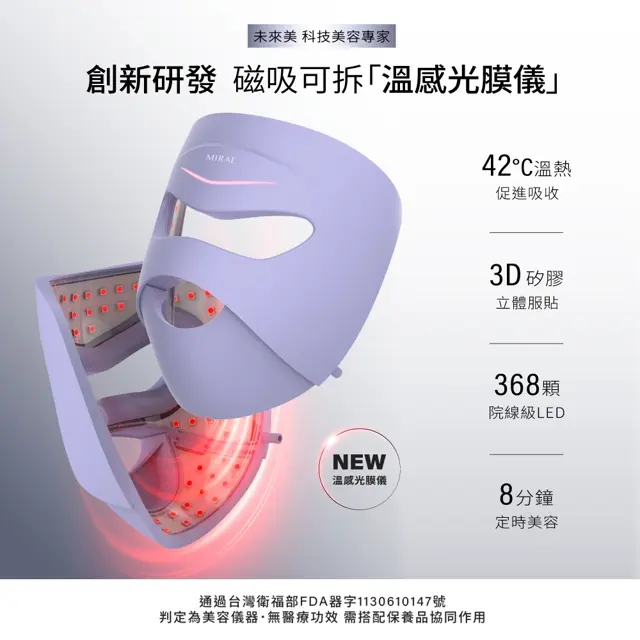 未來美 科技美容專家
創新研發 磁吸可拆「溫感光膜儀」
MIRAE
42°C溫熱
促進吸收
3D 矽膠
立體服貼
368顆
院線級LED
8分鐘
定時美容
NEW
溫感光膜儀
通過台灣衛福部FDA器字1130610147號
判定為美容儀器·無醫療功效 需搭配保養品協同作用